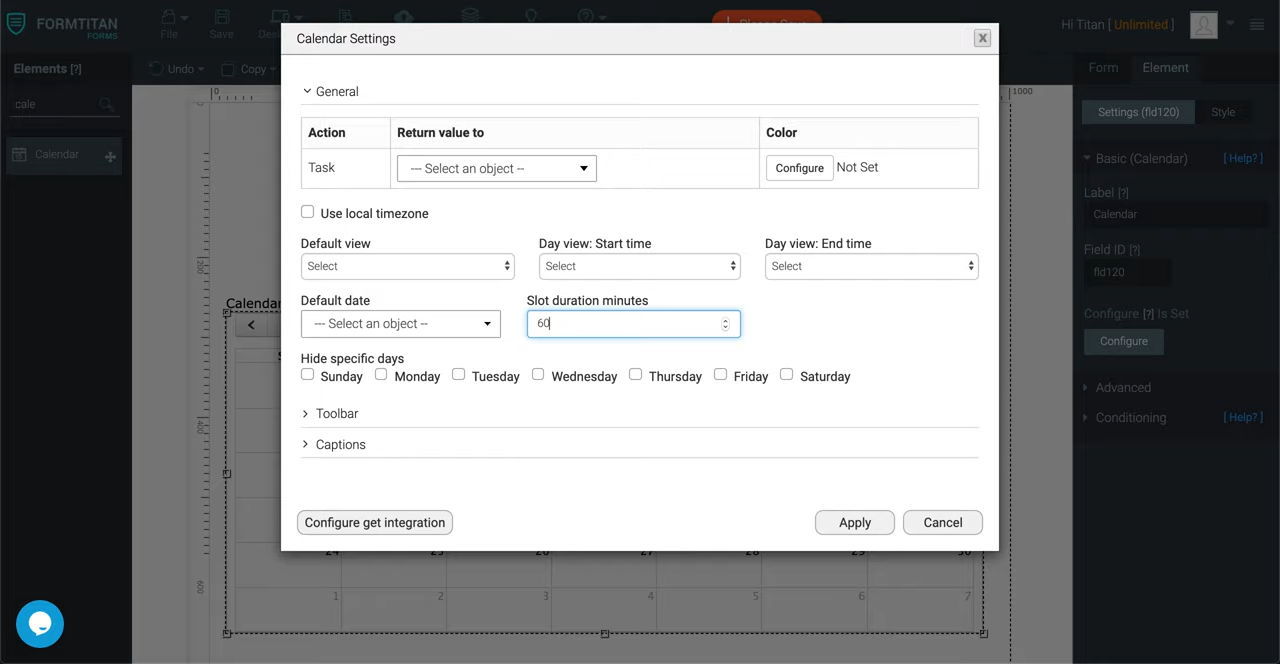 FORMTITAN
FORMS
File
Save
Hi Titan [ Unlimited ]
Calendar Settings
X
Elements [?]
Undo
Copy
Form
Element
cale
0
1000
General
Settings (fld120)
Style
Action
Return value to
Color
Calendar
Basic (Calendar)
[ Help? ]
Task
--- Select an object --
Configure
Not Set
Label [?]
Calendar
Use local timezone
Default view
Day view: Start time
Day view: End time
Field ID [?]
200
Select
Select
Select
fld120
Calendar
Default date
Slot duration minutes
Configure [?] Is Set
--- Select an object --
60
Configure
Hide specific days
Sunday
Monday
Tuesday
Wednesday
Thursday
Friday
Saturday
Advanced
Toolbar
Conditioning
[ Help? ]
400
Captions
Configure get integration
Apply
Cancel
24
25
26
27
28
29
30
600
1
2
3
4
5
6
7